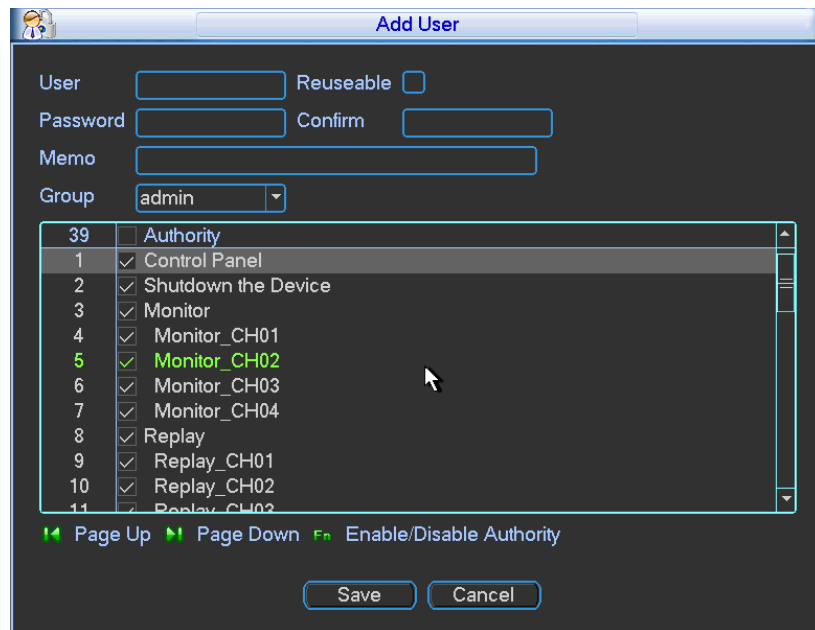 Add User
User Reuseable
Password Confirm
Memo
Group admin
39 Authority
1 Control Panel
2 Shutdown the Device
3 Monitor
4 Monitor_CH01
5 Monitor_CH02
6 Monitor_CH03
7 Monitor_CH04
8 Replay
9 Replay_CH01
10 Replay_CH02
11 Replay_CH03
Page Up Page Down Fn Enable/Disable Authority
Save Cancel